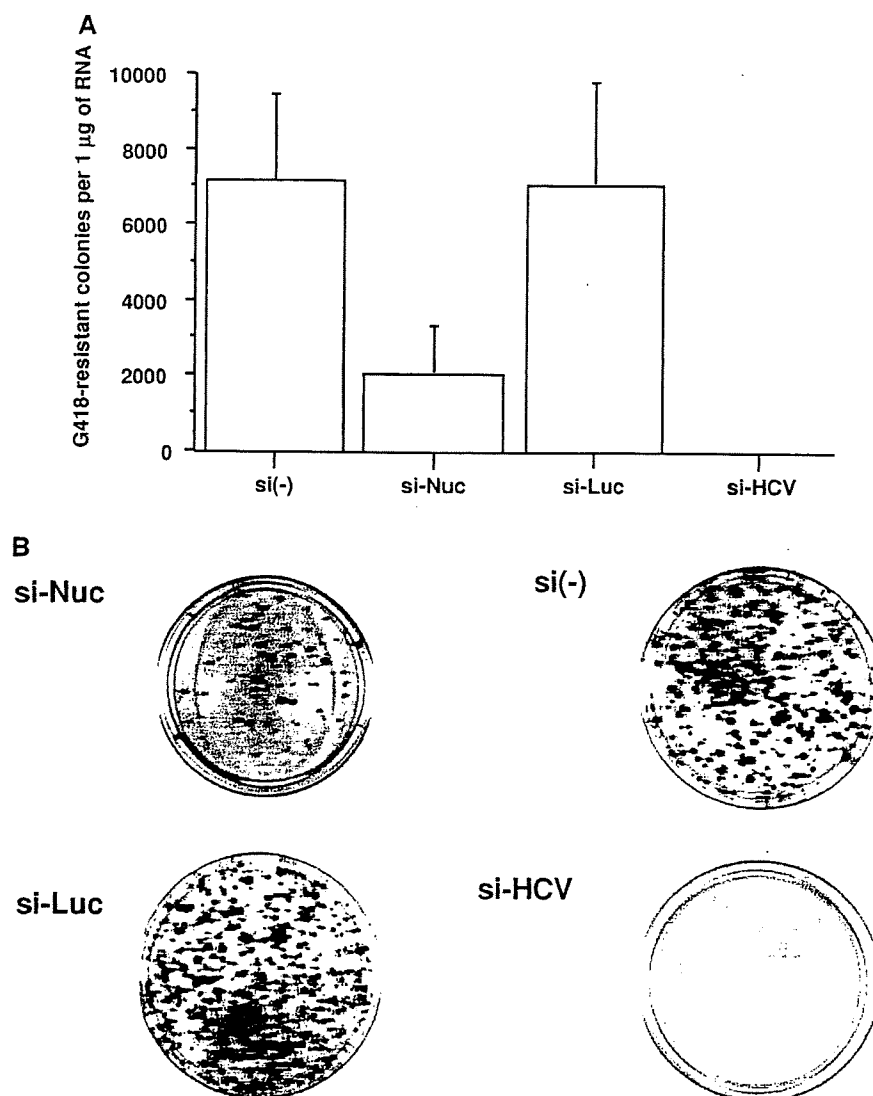 A
G418-resistant colonies per 1 µg of RNA
10000
8000
6000
4000
2000
0
si(-)
si-Nuc
si-Luc
si-HCV
B
si-Nuc
si(-)
si-Luc
si-HCV